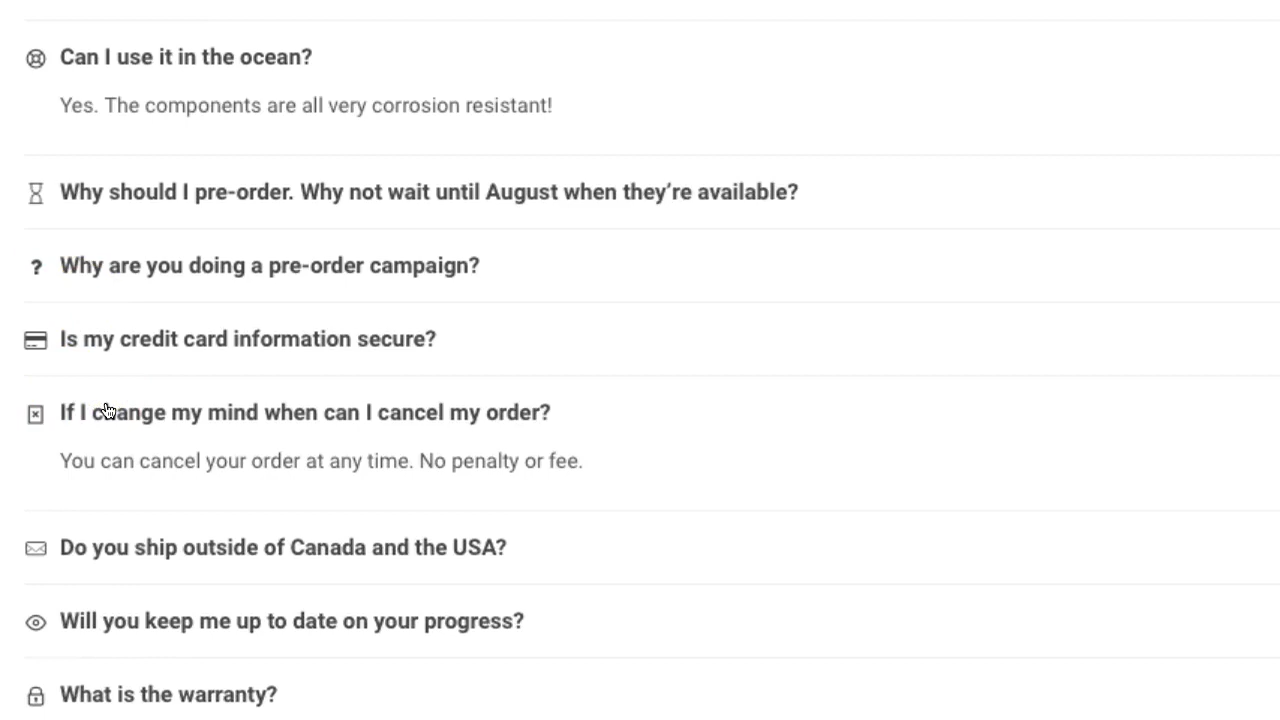 Can I use it in the ocean?
Yes. The components are all very corrosion resistant!
Why should I pre-order. Why not wait until August when they're available?
? Why are you doing a pre-order campaign?
Is my credit card information secure?
If I change my mind when can I cancel my order?
You can cancel your order at any time. No penalty or fee.
Do you ship outside of Canada and the USA?
Will you keep me up to date on your progress?
What is the warranty?